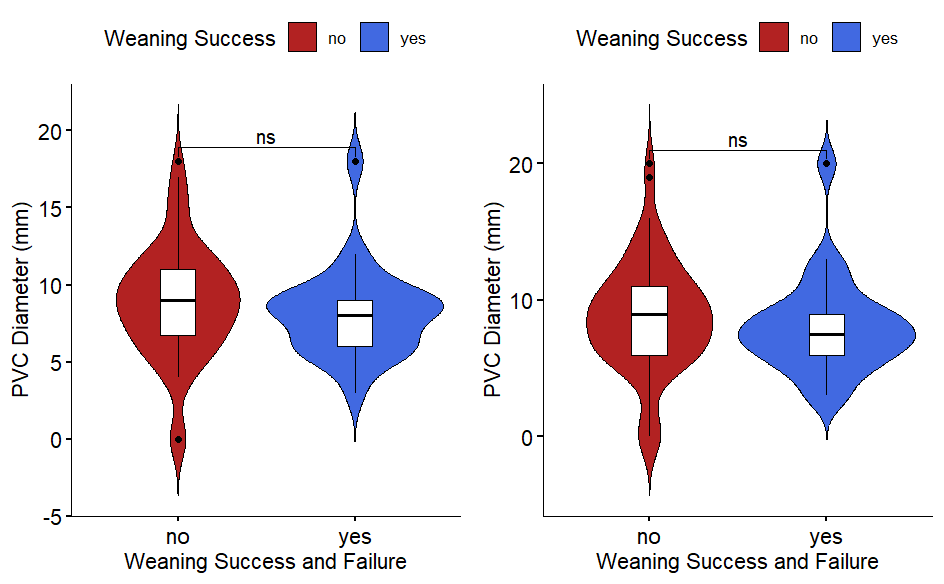 Weaning Success no yes
Weaning Success no yes
ns
ns
PVC Diameter (mm)
20
15
10
5
0
-5
no yes
Weaning Success and Failure
PVC Diameter (mm)
20
10
0
no yes
Weaning Success and Failure